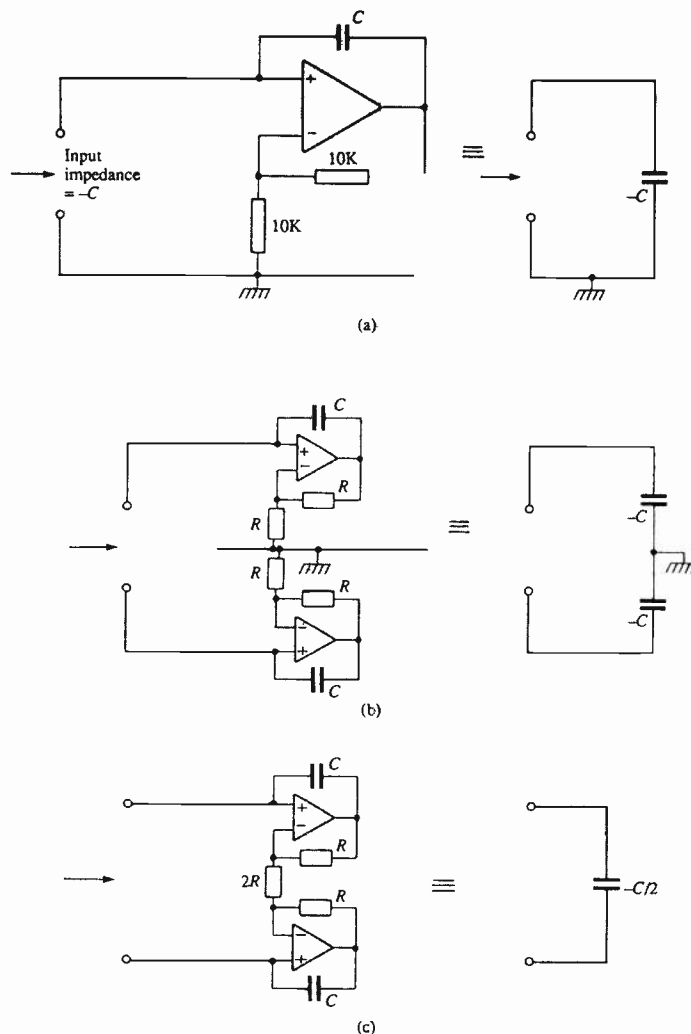 C
+
−
10K
10K
Input
impedance
= −C
≡
−C
(a)
C
+
−
R
R
R
R
−
+
C
≡
−C
−C
(b)
C
+
−
R
2R
R
−
+
C
≡
−C/2
(c)